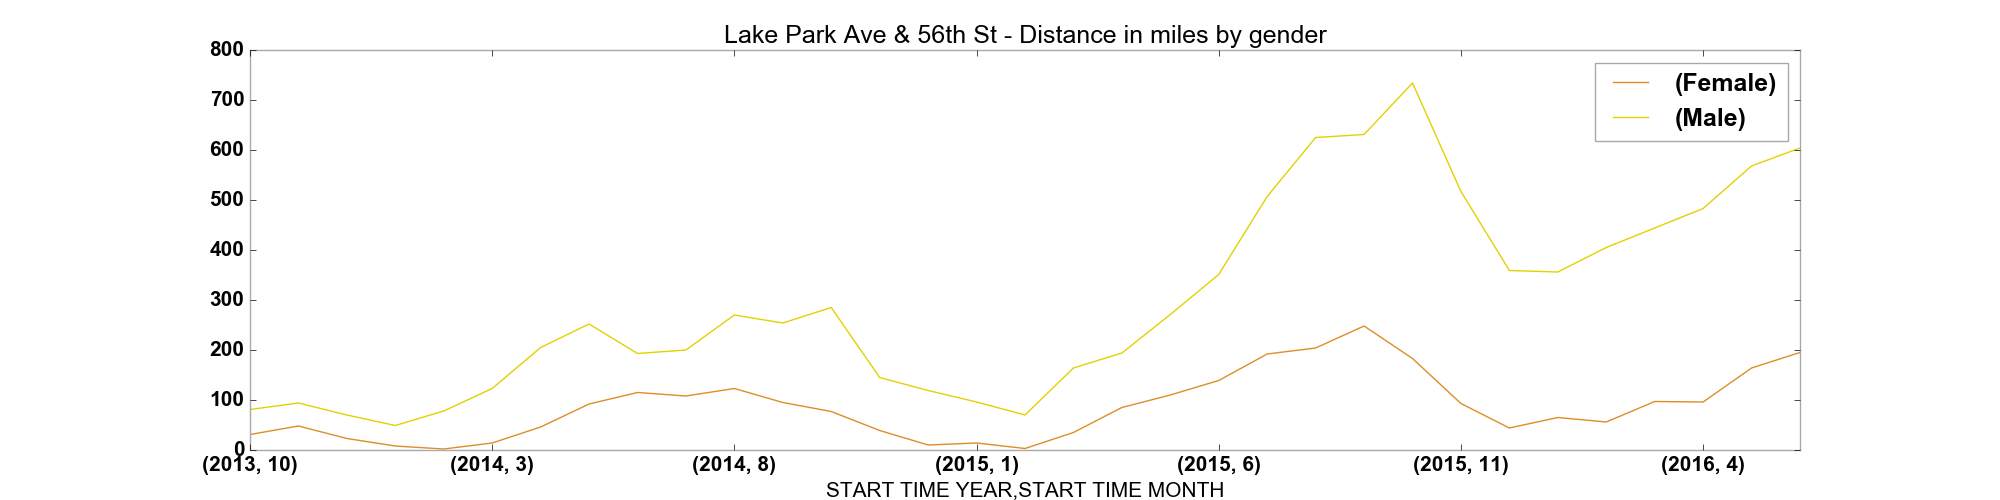 Lake Park Ave & 56th St - Distance in miles by gender
800
700
600
500
400
300
200
100
0
(Female)
(Male)
(2013, 10) (2014, 3) (2014, 8) (2015, 1) (2015, 6) (2015, 11) (2016, 4)
START TIME YEAR,START TIME MONTH